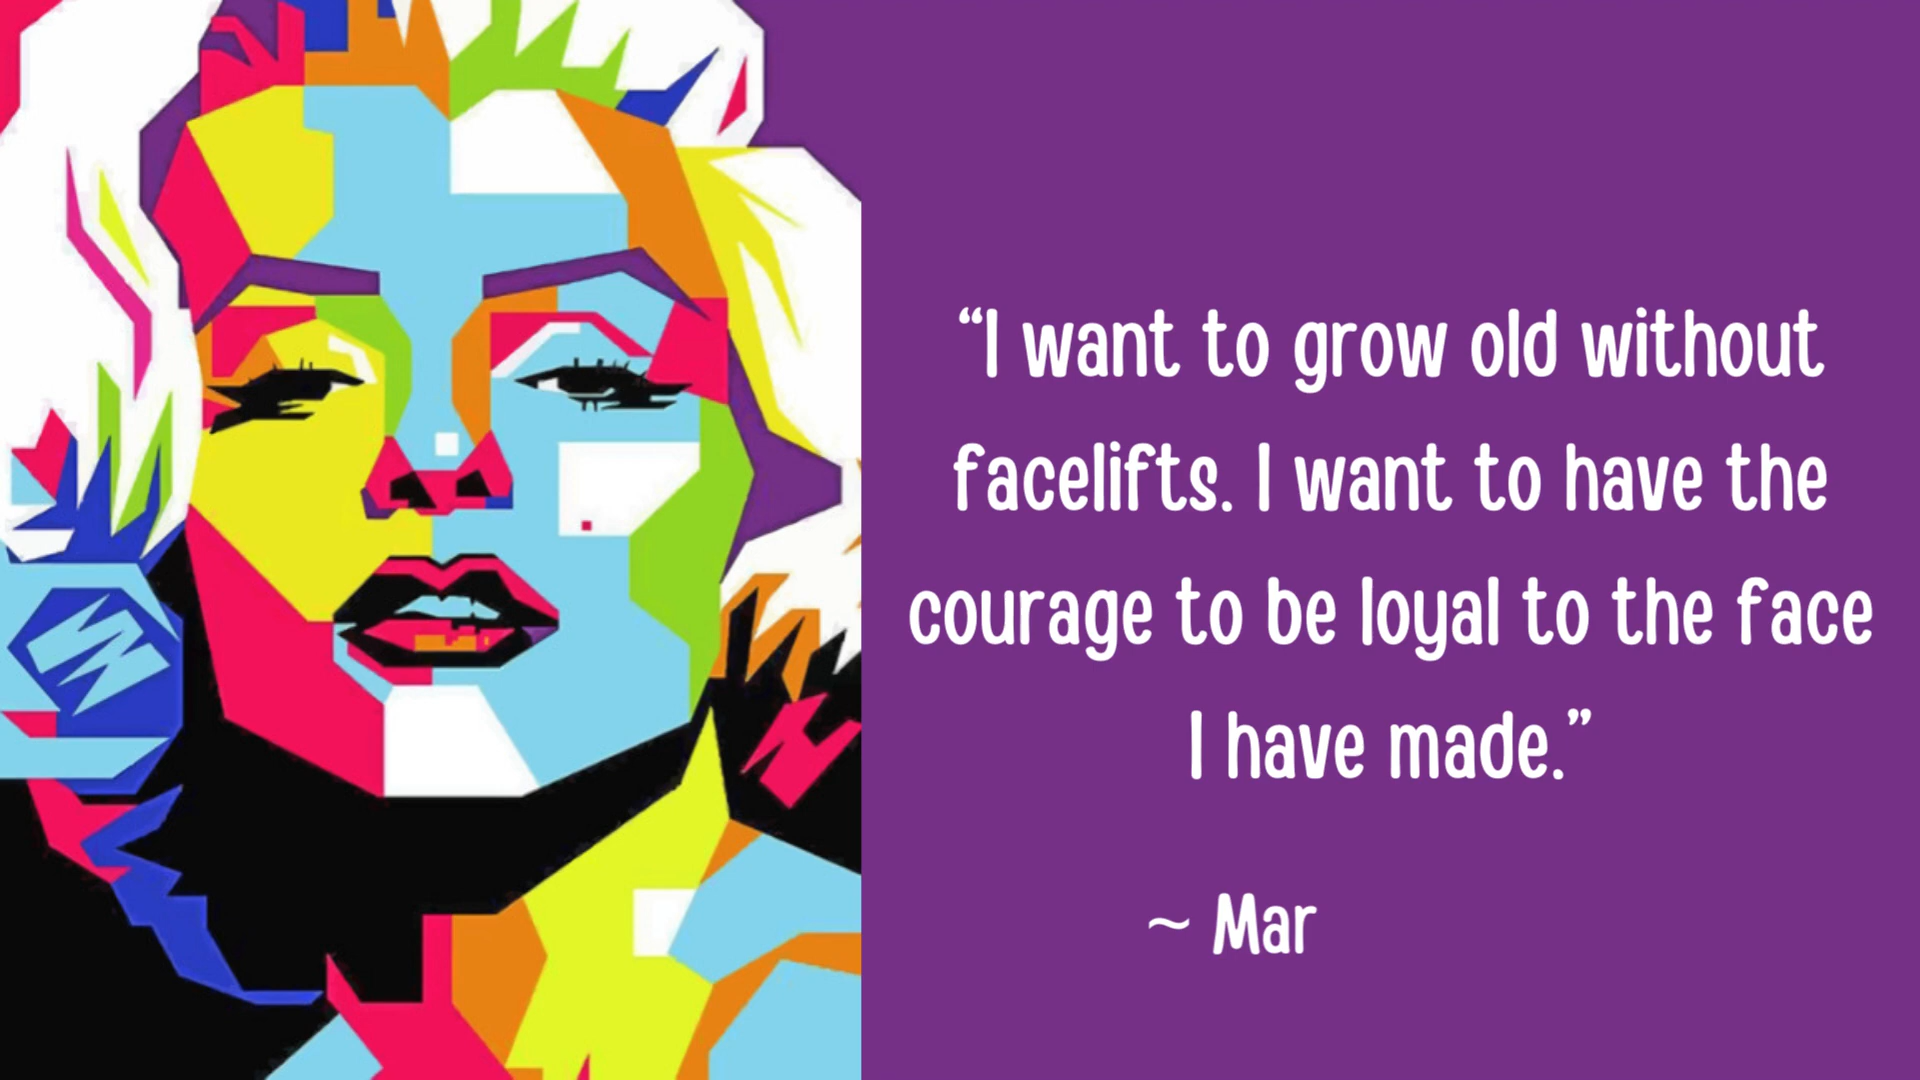 “I want to grow old without
facelifts. I want to have the
courage to be loyal to the face
I have made.”
~ Mar